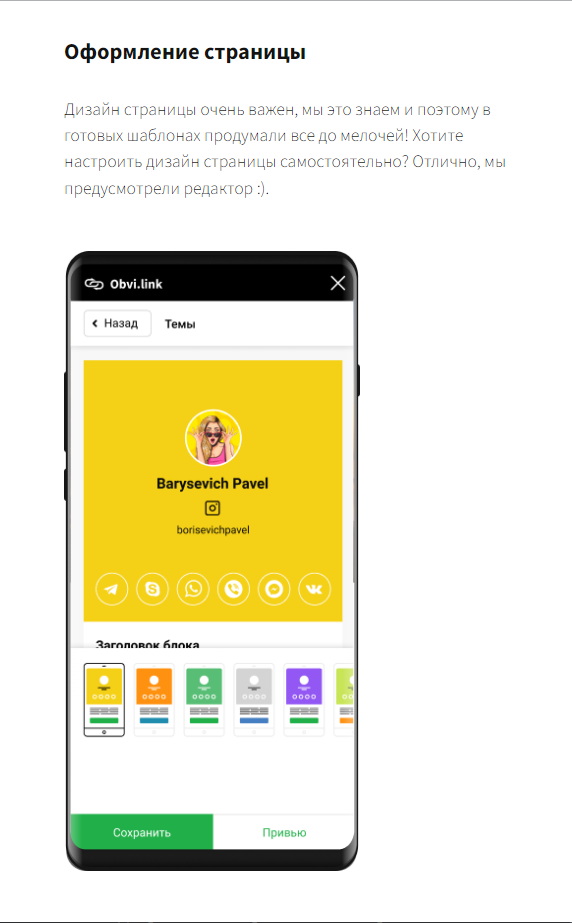 Оформление страницы
Дизайн страницы очень важен, мы это знаем и поэтому в
готовых шаблонах продумали все до мелочей! Хотите
настроить дизайн страницы самостоятельно? Отлично, мы
предусмотрели редактор :).
Obvi.link
Назад Темы
Barysevich Pavel
borisevichpavel
Заголовок блока
Сохранить Привью